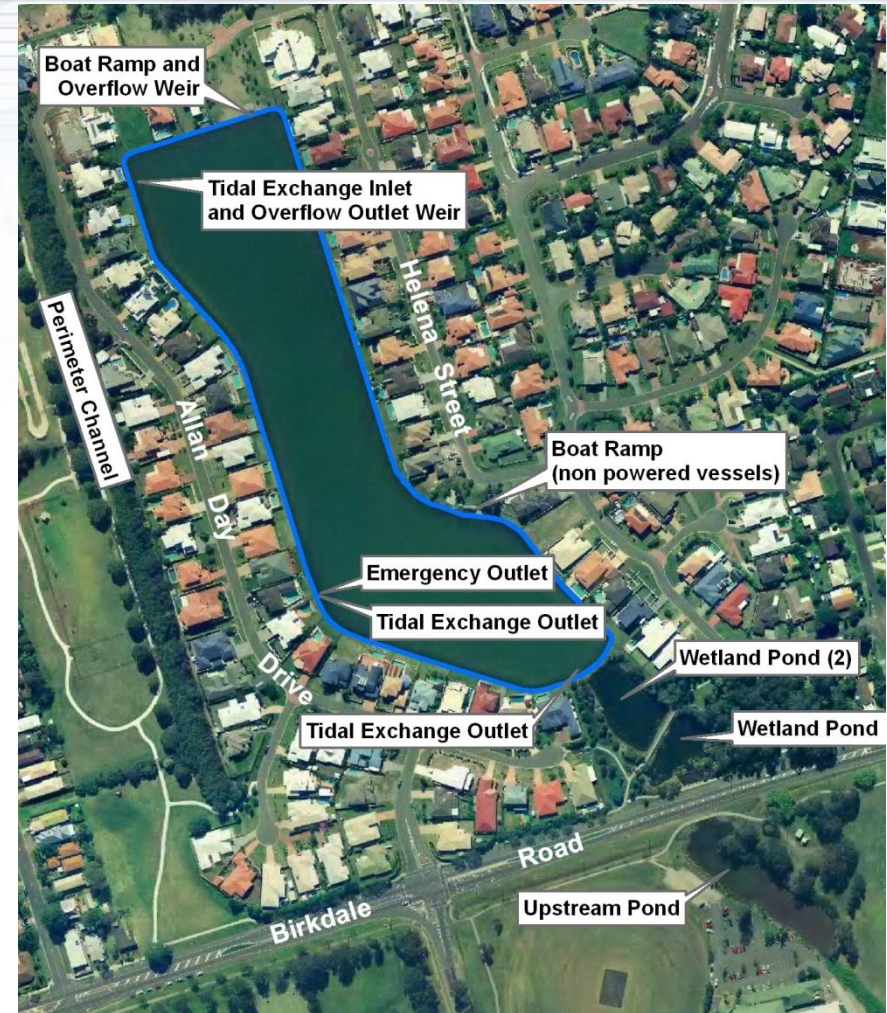 Boat Ramp and
Overflow Weir
Tidal Exchange Inlet
and Overflow Outlet Weir
Helena Street
Perimeter Channel
Allan Day Drive
Boat Ramp
(non powered vessels)
Emergency Outlet
Tidal Exchange Outlet
Wetland Pond (2)
Tidal Exchange Outlet
Wetland Pond
Birkdale Road
Upstream Pond